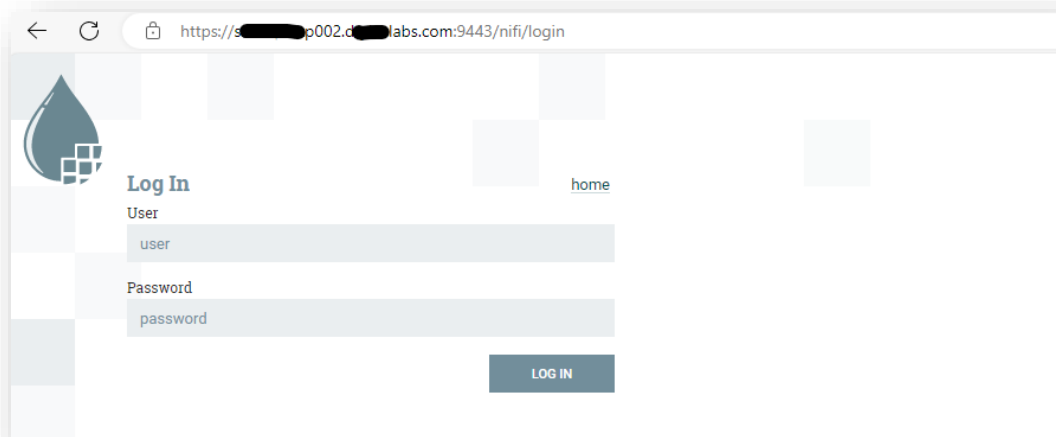 https://s p002.d labs.com:9443/nifi/login
Log In home
User
user
Password
password
LOG IN